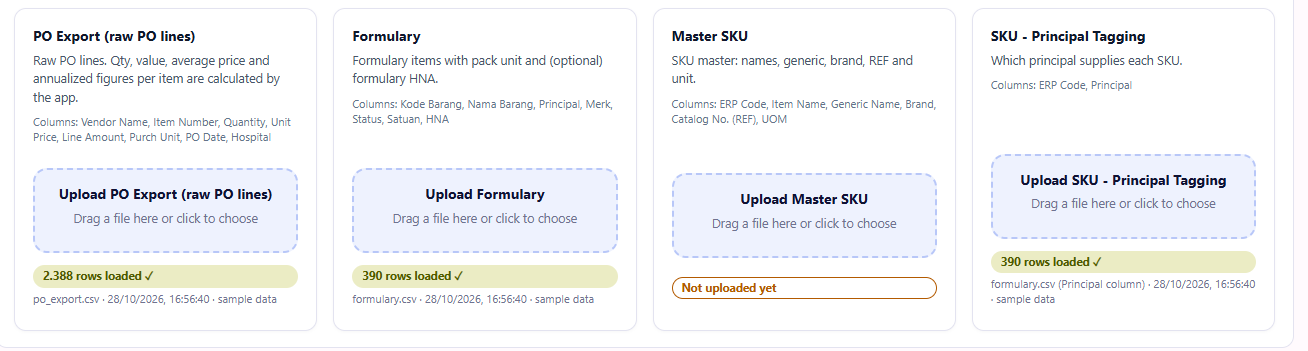 PO Export (raw PO lines)
Raw PO lines. Qty, value, average price and
annualized figures per item are calculated by
the app.
Columns: Vendor Name, Item Number, Quantity, Unit
Price, Line Amount, Purch Unit, PO Date, Hospital
Upload PO Export (raw PO lines)
Drag a file here or click to choose
2.388 rows loaded ✓
po_export.csv · 28/10/2026, 16:56:40 · sample data
Formulary
Formulary items with pack unit and (optional)
formulary HNA.
Columns: Kode Barang, Nama Barang, Principal, Merk,
Status, Satuan, HNA
Upload Formulary
Drag a file here or click to choose
390 rows loaded ✓
formulary.csv · 28/10/2026, 16:56:40 · sample data
Master SKU
SKU master: names, generic, brand, REF and
unit.
Columns: ERP Code, Item Name, Generic Name, Brand,
Catalog No. (REF), UOM
Upload Master SKU
Drag a file here or click to choose
Not uploaded yet
SKU - Principal Tagging
Which principal supplies each SKU.
Columns: ERP Code, Principal
Upload SKU - Principal Tagging
Drag a file here or click to choose
390 rows loaded ✓
formulary.csv (Principal column) · 28/10/2026, 16:56:40
· sample data